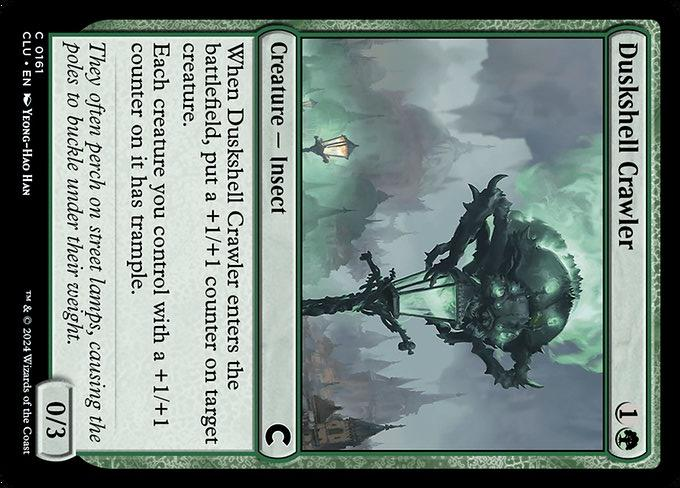 Duskshell Crawler
1
Creature — Insect
When Duskshell Crawler enters the
battlefield, put a +1/+1 counter on target
creature.
Each creature you control with a +1/+1
counter on it has trample.
They often perch on street lamps, causing the
poles to buckle under their weight.
0/3
C 0161
CLU • EN YEONG-HAO HAN
™ & © 2024 Wizards of the Coast